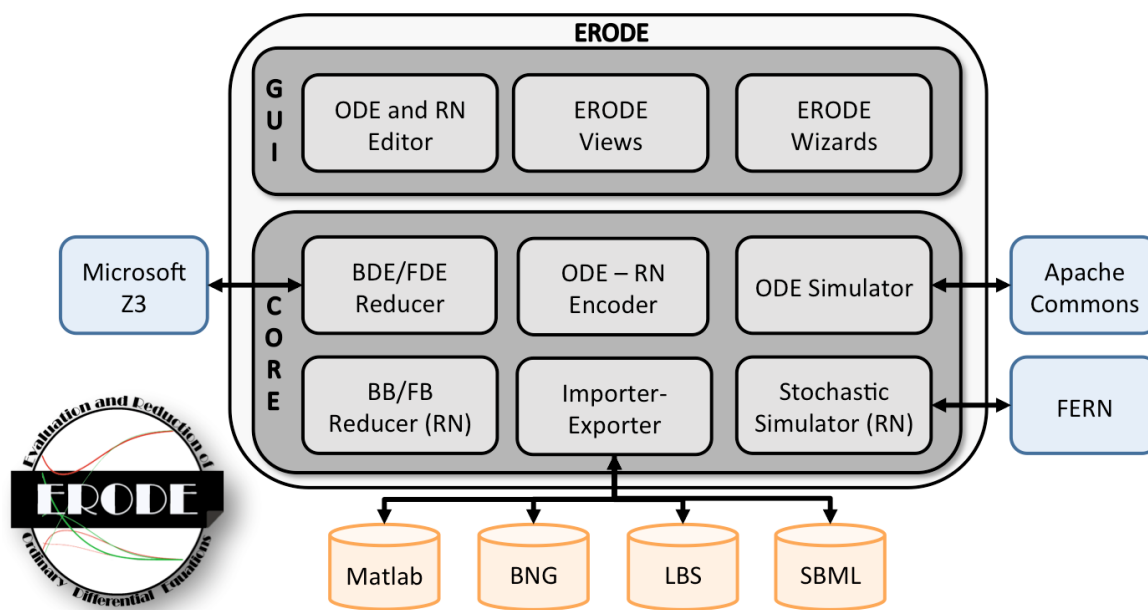 ERODE
GUI
ODE and RN
Editor
ERODE
Views
ERODE
Wizards
CORE
Microsoft
Z3
BDE/FDE
Reducer
ODE – RN
Encoder
ODE Simulator
Apache
Commons
BB/FB
Reducer (RN)
Importer-
Exporter
Stochastic
Simulator (RN)
FERN
Evaluation and Reduction of
ERODE
Ordinary Differential Equations
Matlab
BNG
LBS
SBML